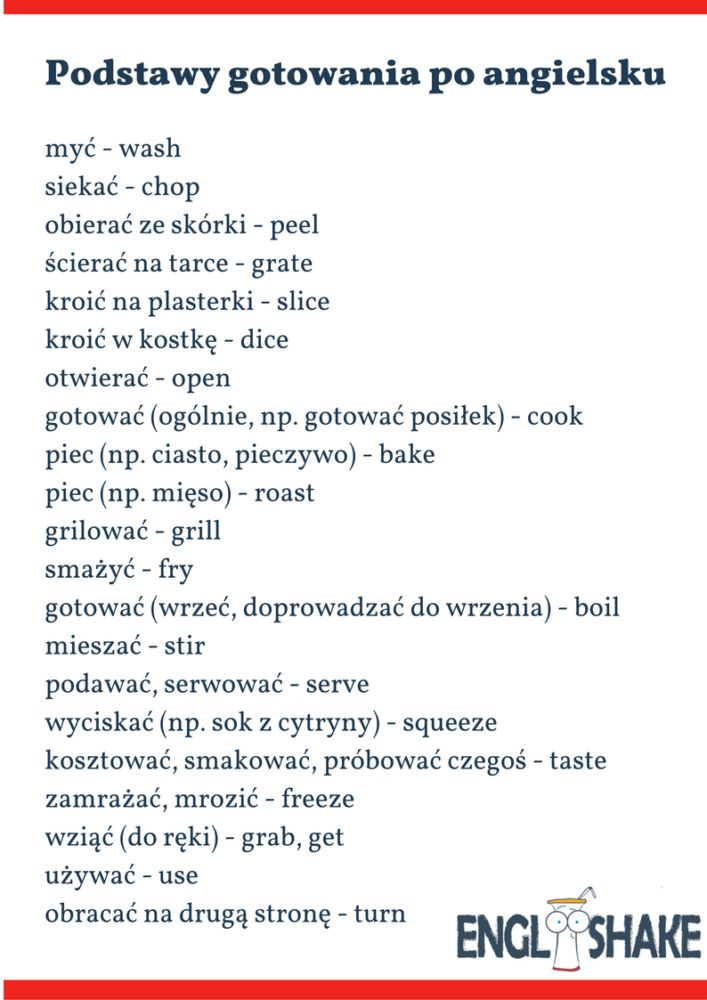 Podstawy gotowania po angielsku
myć - wash
siekać - chop
obierać ze skórki - peel
ścierać na tarce - grate
kroić na plasterki - slice
kroić w kostkę - dice
otwierać - open
gotować (ogólnie, np. gotować posiłek) - cook
piec (np. ciasto, pieczywo) - bake
piec (np. mięso) - roast
grilować - grill
smażyć - fry
gotować (wrzeć, doprowadzać do wrzenia) - boil
mieszać - stir
podawać, serwować - serve
wyciskać (np. sok z cytryny) - squeeze
kosztować, smakować, próbować czegoś - taste
zamrażać, mrozić - freeze
wziąć (do ręki) - grab, get
używać - use
obracać na drugą stronę - turn
ENGLISHAKE